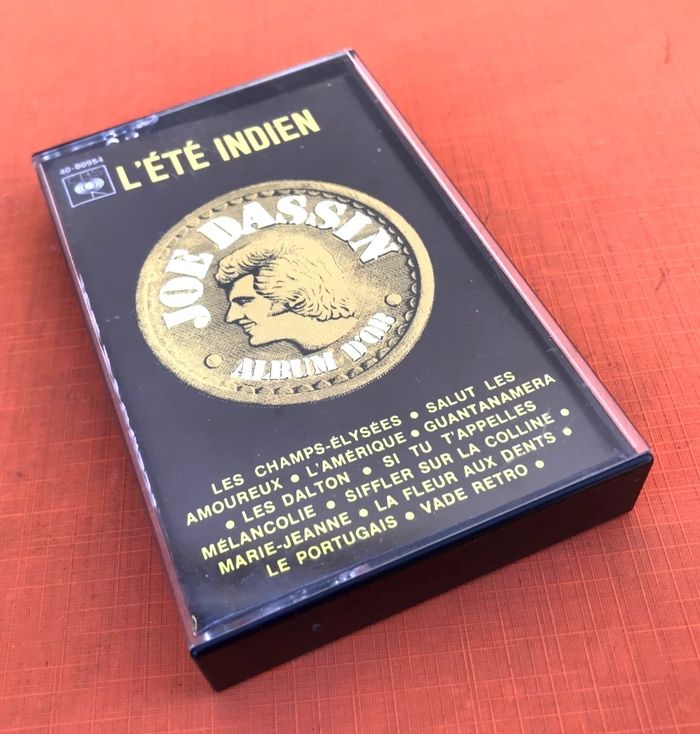 40-80954
L'ÉTÉ INDIEN
JOE DASSIN
ALBUM D'OR
LES CHAMPS-ÉLYSÉES • SALUT LES
AMOUREUX • L'AMÉRIQUE • GUANTANAMERA
• LES DALTON • SI TU T'APPELLES
MÉLANCOLIE • SIFFLER SUR LA COLLINE •
MARIE-JEANNE • LA FLEUR AUX DENTS •
LE PORTUGAIS • VADE RETRO •